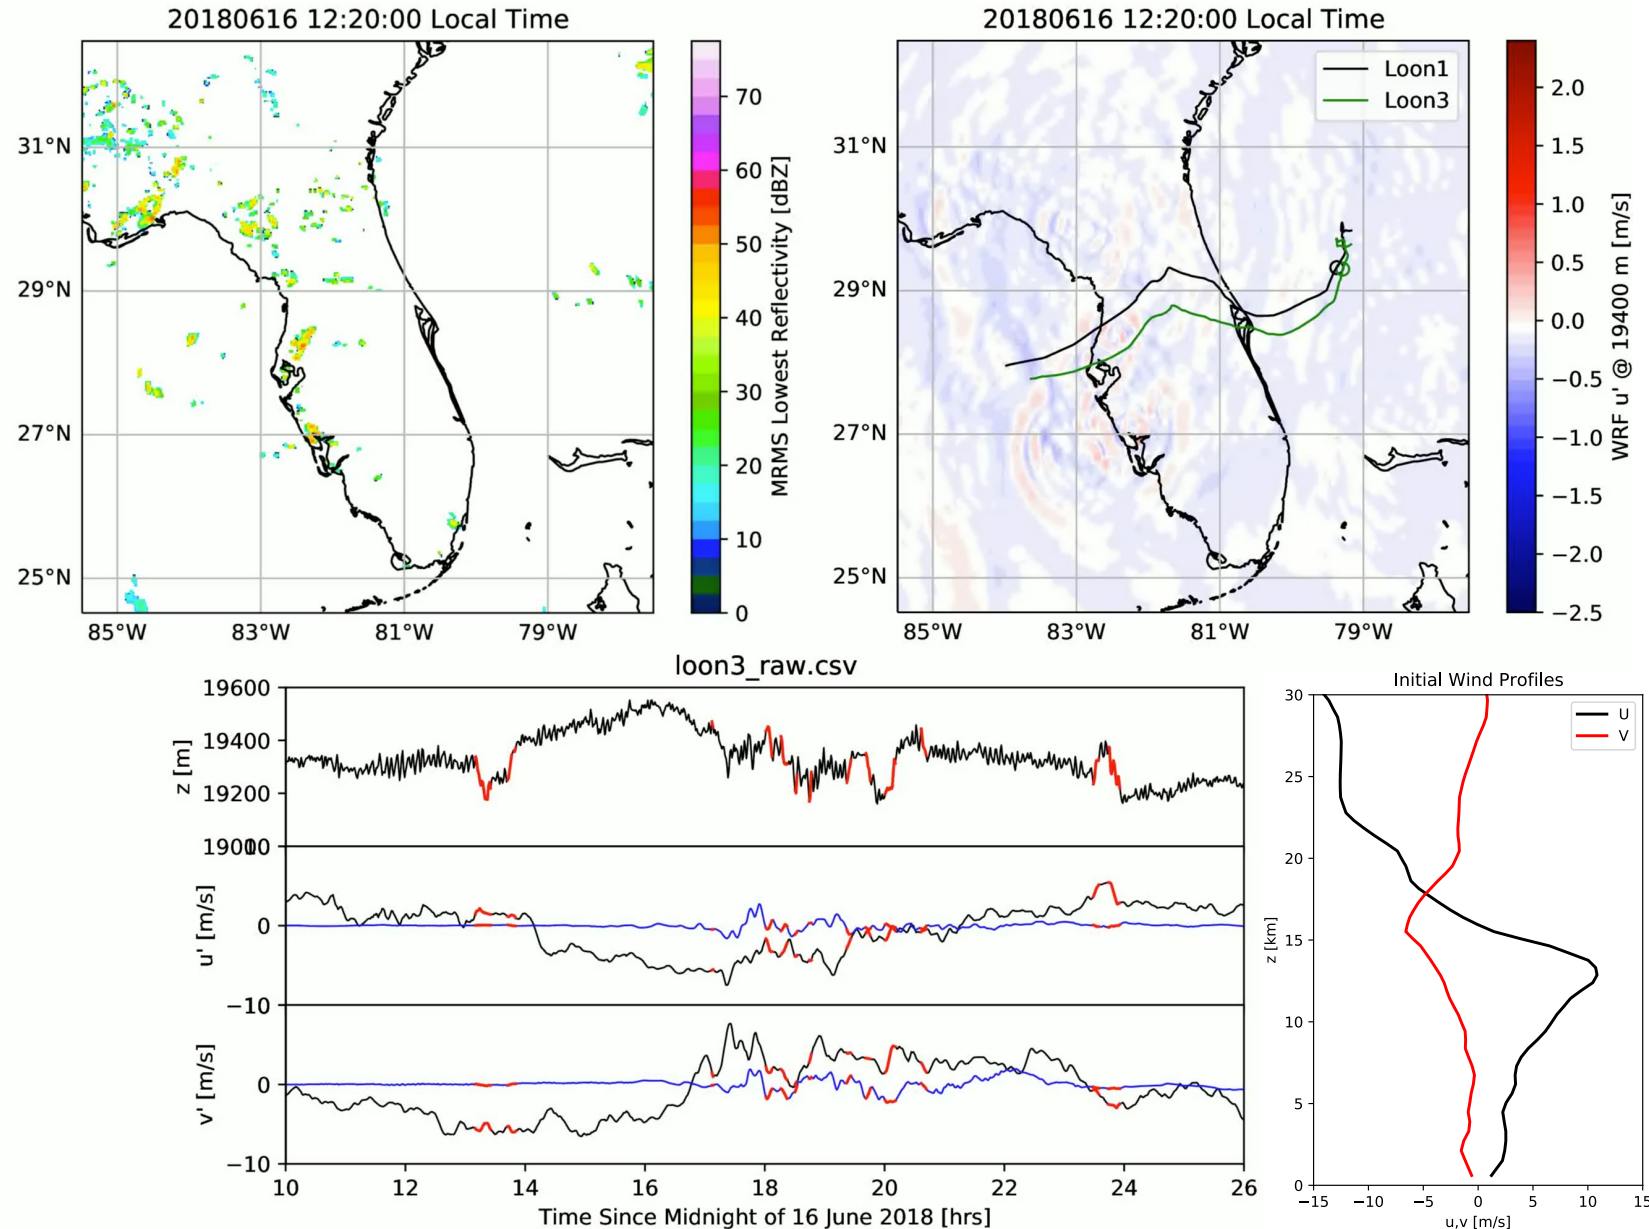 20180616 12:20:00 Local Time
31°N
29°N
27°N
25°N
85°W 83°W 81°W 79°W
70
60
50
40
30
20
10
0
MRMS Lowest Reflectivity [dBZ]
20180616 12:20:00 Local Time
Loon1
Loon3
31°N
29°N
27°N
25°N
85°W 83°W 81°W 79°W
2.0
1.5
1.0
0.5
0.0
−0.5
−1.0
−1.5
−2.0
−2.5
WRF u' @ 19400 m [m/s]
loon3_raw.csv
19600
19400
19200
19000
z [m]
10
0
−10
u' [m/s]
0
−10
v' [m/s]
10 12 14 16 18 20 22 24 26
Time Since Midnight of 16 June 2018 [hrs]
Initial Wind Profiles
U
V
30
25
20
15
10
5
0
z [km]
−15 −10 −5 0 5 10 15
u,v [m/s]